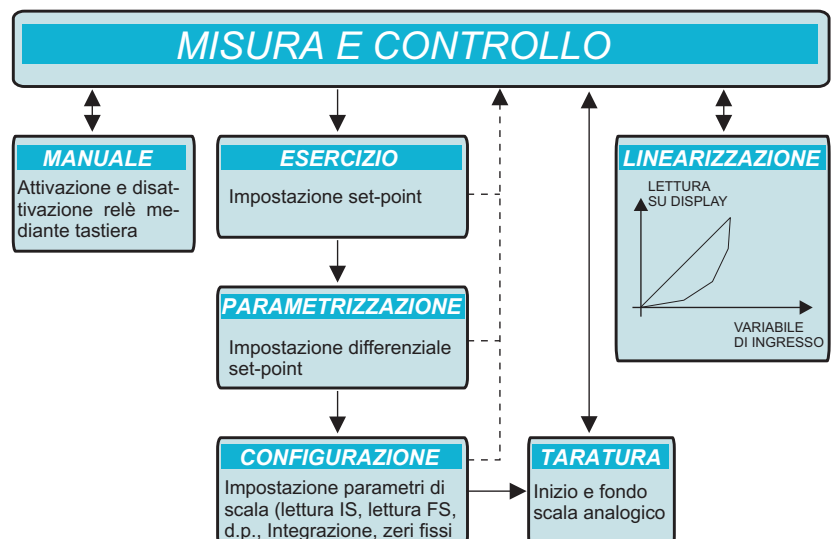 MISURA E CONTROLLO
MANUALE
Attivazione e disat-
tivazione relè me-
diante tastiera
ESERCIZIO
Impostazione set-point
LINEARIZZAZIONE
LETTURA
SU DISPLAY
VARIABILE
DI INGRESSO
PARAMETRIZZAZIONE
Impostazione differenziale
set-point
CONFIGURAZIONE
Impostazione parametri di
scala (lettura IS, lettura FS,
d.p., Integrazione, zeri fissi
TARATURA
Inizio e fondo
scala analogico